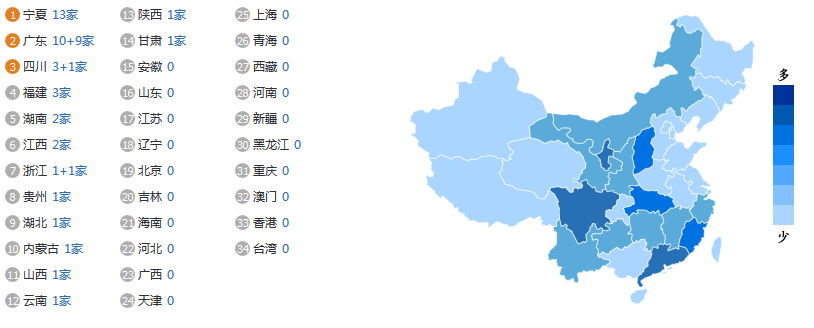 1 宁夏 13家
2 广东 10+9家
3 四川 3+1家
4 福建 3家
5 湖南 2家
6 江西 2家
7 浙江 1+1家
8 贵州 1家
9 湖北 1家
10 内蒙古 1家
11 山西 1家
12 云南 1家
13 陕西 1家
14 甘肃 1家
15 安徽 0
16 山东 0
17 江苏 0
18 辽宁 0
19 北京 0
20 吉林 0
21 海南 0
22 河北 0
23 广西 0
24 天津 0
25 上海 0
26 青海 0
27 西藏 0
28 河南 0
29 新疆 0
30 黑龙江 0
31 重庆 0
32 澳门 0
33 香港 0
34 台湾 0
多
少